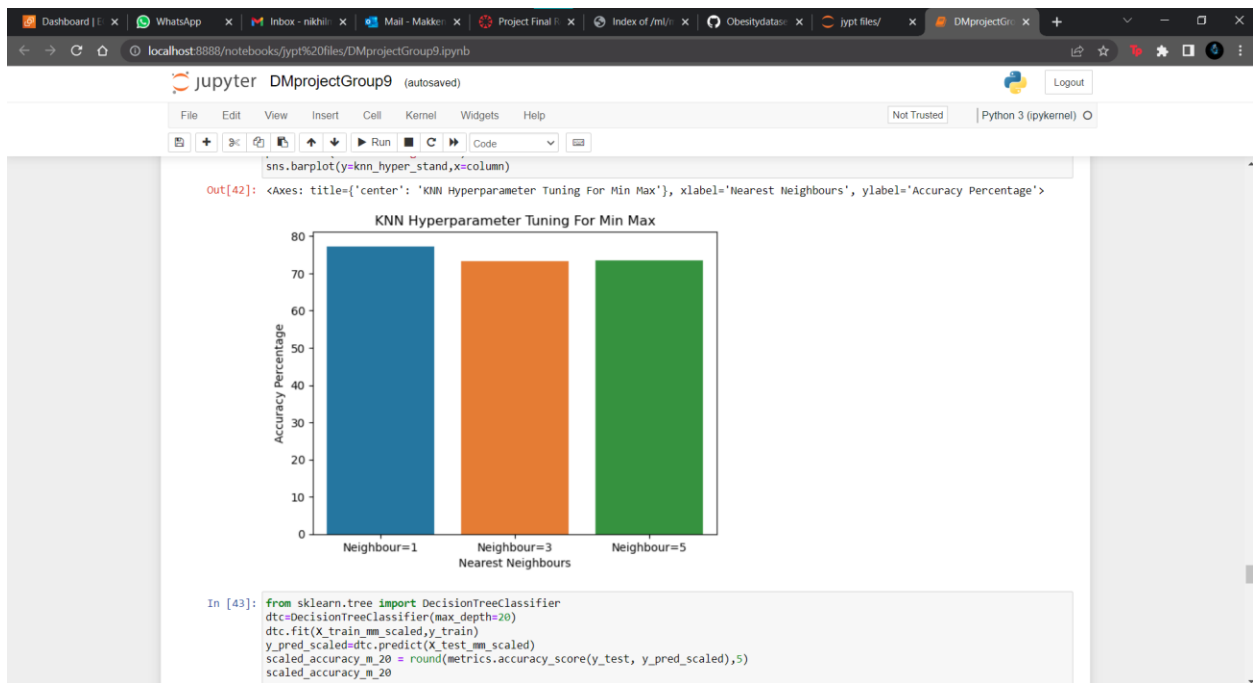 Dashboard | E
WhatsApp
Inbox - nikhiln
Mail - Makken
Project Final R
Index of /ml/m
Obesitydatase
jypt files/
DMprojectGro
localhost:8888/notebooks/jypt%20files/DMprojectGroup9.ipynb
jupyter DMprojectGroup9 (autosaved)
Logout
File Edit View Insert Cell Kernel Widgets Help
Not Trusted
Python 3 (ipykernel)
Run
Code
sns.barplot(y=knn_hyper_stand,x=column)
Out[42]: <Axes: title={'center': 'KNN Hyperparameter Tuning For Min Max'}, xlabel='Nearest Neighbours', ylabel='Accuracy Percentage'>
KNN Hyperparameter Tuning For Min Max
80
70
60
50
40
30
20
10
0
Accuracy Percentage
Neighbour=1 Neighbour=3 Neighbour=5
Nearest Neighbours
In [43]: from sklearn.tree import DecisionTreeClassifier
dtc=DecisionTreeClassifier(max_depth=20)
dtc.fit(X_train_mm_scaled,y_train)
y_pred_scaled=dtc.predict(X_test_mm_scaled)
scaled_accuracy_m_20 = round(metrics.accuracy_score(y_test, y_pred_scaled),5)
scaled_accuracy_m_20